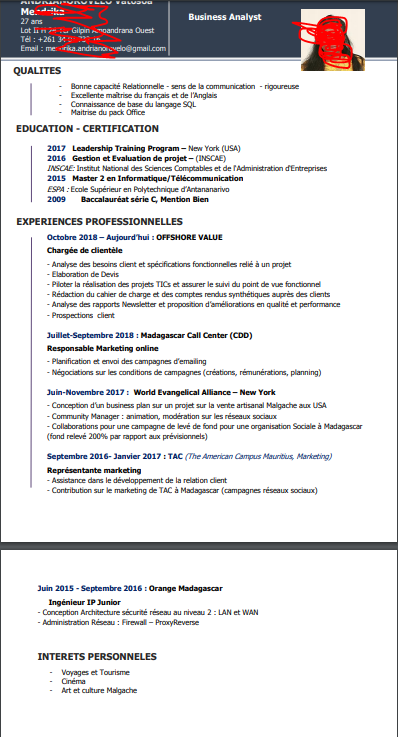 Business Analyst
27 ans
Lot II Ampandrana Ouest
Tél : +261
Email :
QUALITES
- Bonne capacité Relationnelle - sens de la communication - rigoureuse
- Excellente maîtrise du français et de l'Anglais
- Connaissance de base du langage SQL
- Maitrise du pack Office
EDUCATION - CERTIFICATION
2017 Leadership Training Program – New York (USA)
2016 Gestion et Evaluation de projet – (INSCAE)
INSCAE: Institut National des Sciences Comptables et de l'Administration d'Entreprises
2015 Master 2 en Informatique/Télécommunication
ESPA : Ecole Supérieur en Polytechnique d'Antananarivo
2009 Baccalauréat série C, Mention Bien
EXPERIENCES PROFESSIONNELLES
Octobre 2018 – Aujourd'hui : OFFSHORE VALUE
Chargée de clientèle
- Analyse des besoins client et spécifications fonctionnelles relié à un projet
- Elaboration de Devis
- Piloter la réalisation des projets TICs et assurer le suivi du point de vue fonctionnel
- Rédaction du cahier de charge et des comptes rendus synthétiques auprès des clients
- Analyse des rapports Newsletter et proposition d'améliorations en qualité et performance
- Prospections client
Juillet-Septembre 2018 : Madagascar Call Center (CDD)
Responsable Marketing online
- Planification et envoi des campagnes d'emailing
- Négociations sur les conditions de campagnes (créations, rémunérations, planning)
Juin-Novembre 2017 : World Evangelical Alliance – New York
- Conception d'un business plan sur un projet sur la vente artisanal Malgache aux USA
- Community Manager : animation, modération sur les réseaux sociaux
- Collaborations pour une campagne de levé de fond pour une organisation Sociale à Madagascar
(fond relevé 200% par rapport aux prévisionnels)
Septembre 2016- Janvier 2017 : TAC (The American Campus Mauritius, Marketing)
Représentante marketing
- Assistance dans le développement de la relation client
- Contribution sur le marketing de TAC à Madagascar (campagnes réseaux sociaux)
Juin 2015 - Septembre 2016 : Orange Madagascar
Ingénieur IP Junior
- Conception Architecture sécurité réseau au niveau 2 : LAN et WAN
- Administration Réseau : Firewall – ProxyReverse
INTERETS PERSONNELES
- Voyages et Tourisme
- Cinéma
- Art et culture Malgache